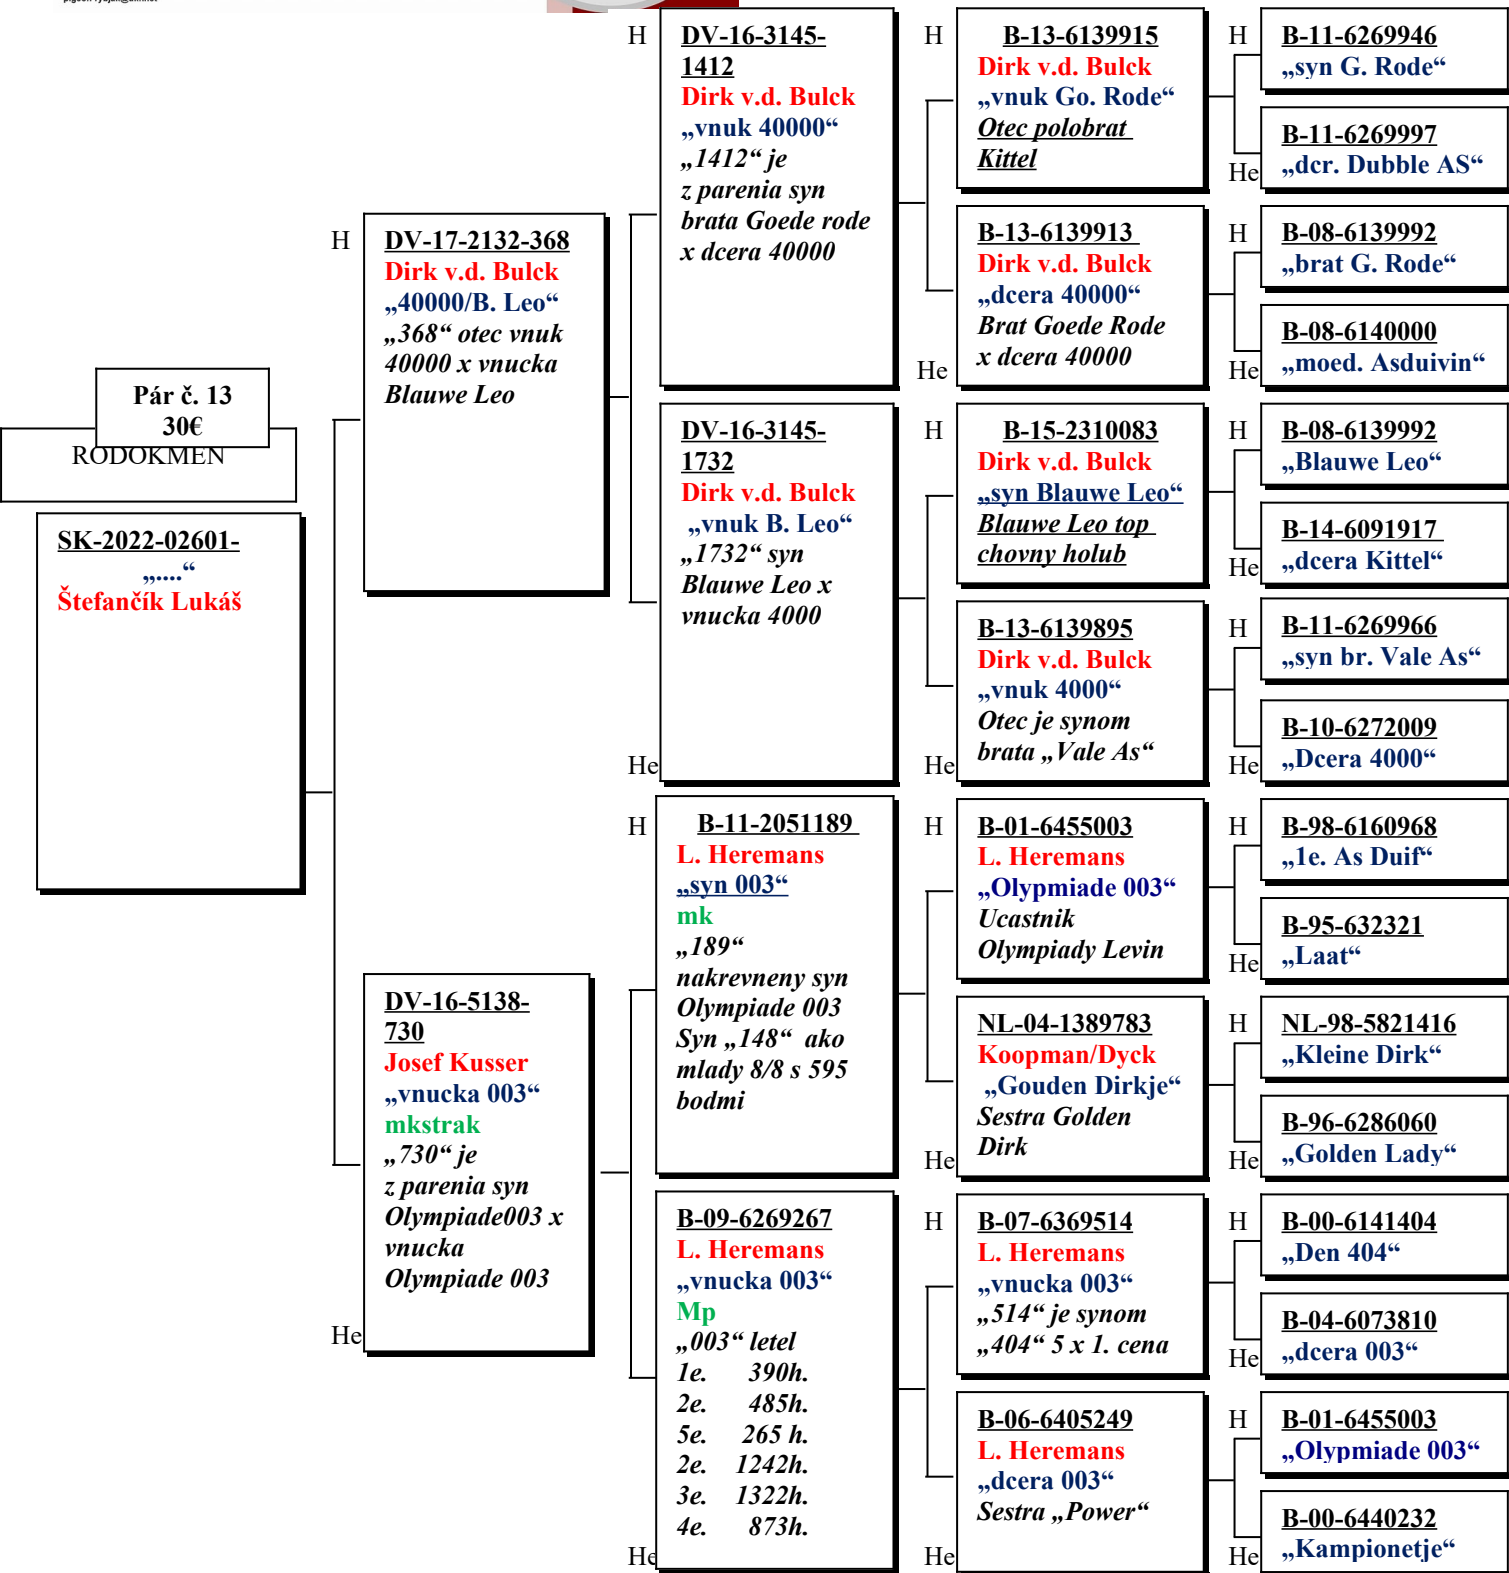 H
DV-16-3145-
1412
Dirk v.d. Bulck
„vnuk 40000“
„1412“ je
z parenia syn
brata Goede rode
x dcera 40000
H
B-13-6139915
Dirk v.d. Bulck
„vnuk Go. Rode“
Otec polobrat
Kittel
H
B-11-6269946
„syn G. Rode“
B-11-6269997
He
„dcr. Dubble AS“
H
DV-17-2132-368
Dirk v.d. Bulck
„40000/B. Leo“
„368“ otec vnuk
40000 x vnucka
Blauwe Leo
B-13-6139913
Dirk v.d. Bulck
„dcera 40000“
Brat Goede Rode
x dcera 40000
He
H
B-08-6139992
„brat G. Rode“
B-08-6140000
He
„moed. Asduivin“
Pár č. 13
30€
RODOKMEN
DV-16-3145-
1732
Dirk v.d. Bulck
„vnuk B. Leo“
„1732“ syn
Blauwe Leo x
vnucka 4000
He
H
B-15-2310083
Dirk v.d. Bulck
„syn Blauwe Leo“
Blauwe Leo top
chovny holub
H
B-08-6139992
„Blauwe Leo“
B-14-6091917
He
„dcera Kittel“
SK-2022-02601-
„....“
Štefančík Lukáš
B-13-6139895
Dirk v.d. Bulck
„vnuk 4000“
Otec je synom
brata „Vale As“
He
H
B-11-6269966
„syn br. Vale As“
B-10-6272009
He
„Dcera 4000“
H
B-11-2051189
L. Heremans
„syn 003“
mk
„189“
nakrevneny syn
Olympiade 003
Syn „148“ ako
mlady 8/8 s 595
bodmi
H
B-01-6455003
L. Heremans
„Olypmiade 003“
Ucastnik
Olympiady Levin
H
B-98-6160968
„1e. As Duif“
B-95-632321
He
„Laat“
DV-16-5138-
730
Josef Kusser
„vnucka 003“
mkstrak
„730“ je
z parenia syn
Olympiade003 x
vnucka
Olympiade 003
He
NL-04-1389783
Koopman/Dyck
„Gouden Dirkje“
Sestra Golden
Dirk
He
H
NL-98-5821416
„Kleine Dirk“
B-96-6286060
He
„Golden Lady“
B-09-6269267
L. Heremans
„vnucka 003“
Mp
„003“ letel
1e. 390h.
2e. 485h.
5e. 265 h.
2e. 1242h.
3e. 1322h.
4e. 873h.
He
H
B-07-6369514
L. Heremans
„vnucka 003“
„514“ je synom
„404“ 5 x 1. cena
H
B-00-6141404
„Den 404“
B-04-6073810
He
„dcera 003“
B-06-6405249
L. Heremans
„dcera 003“
Sestra „Power“
He
H
B-01-6455003
„Olypmiade 003“
B-00-6440232
He
„Kampionetje“